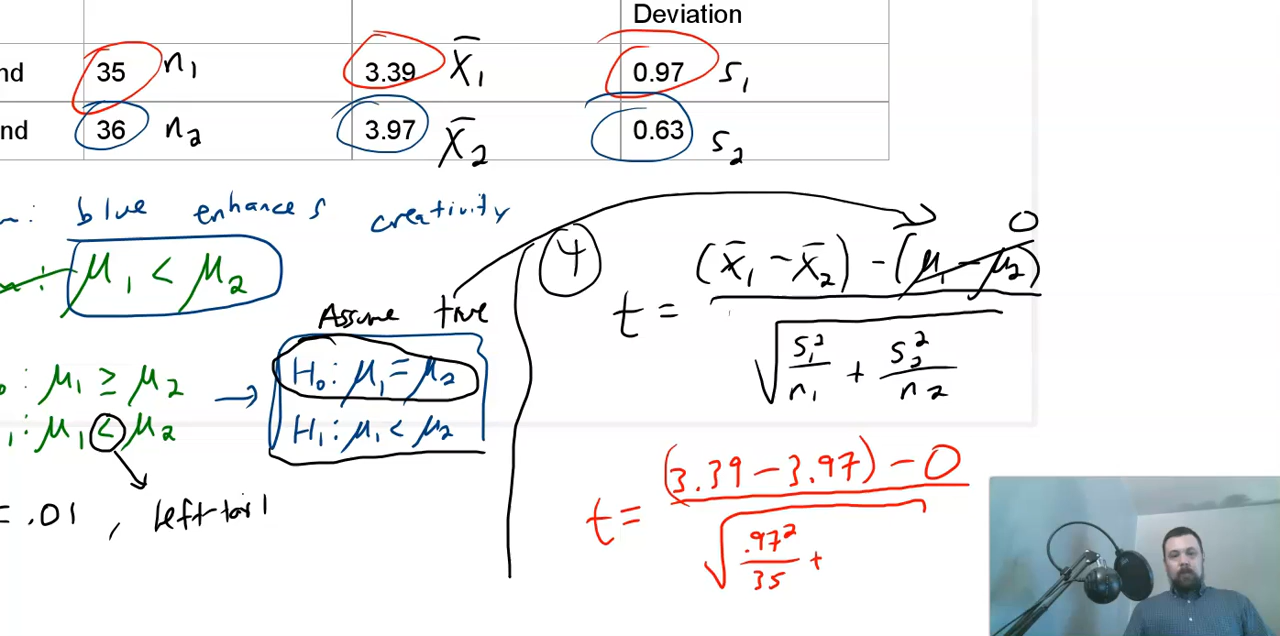 Deviation
nd 35 n₁ 3.39 X̄₁ 0.97 S₁
nd 36 n₂ 3.97 X̄₂ 0.63 S₂
: blue enhances creativity
μ₁ < μ₂
Assume true
H₀ : μ₁ = μ₂
H₁ : μ₁ < μ₂
: μ₁ ≥ μ₂ →
: μ₁ < μ₂
= .01 , left tail
4
t = (X̄₁ − X̄₂) − (μ₁ − μ₂) 0
√ S₁²/n₁ + S₂²/n₂
t = (3.39 − 3.97) − 0
√ .97²/35 +